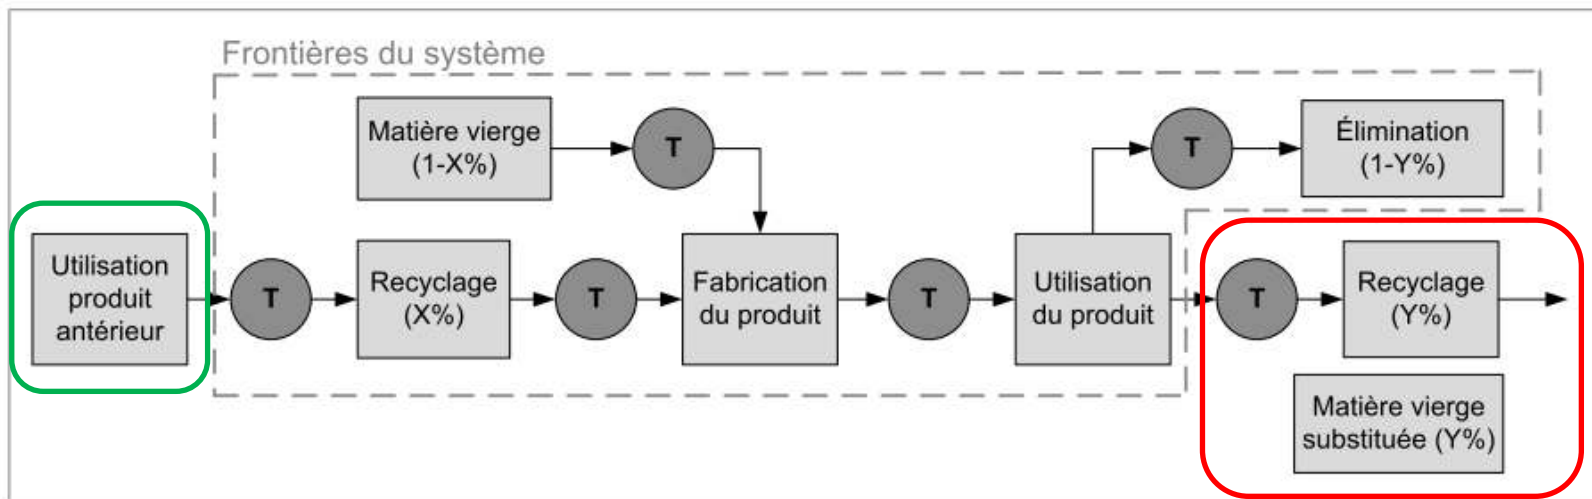 Frontières du système
Matière vierge
(1-X%)
T
T
Élimination
(1-Y%)
Utilisation
produit
antérieur
T
Recyclage
(X%)
T
Fabrication
du produit
T
Utilisation
du produit
T
Recyclage
(Y%)
Matière vierge
substituée (Y%)